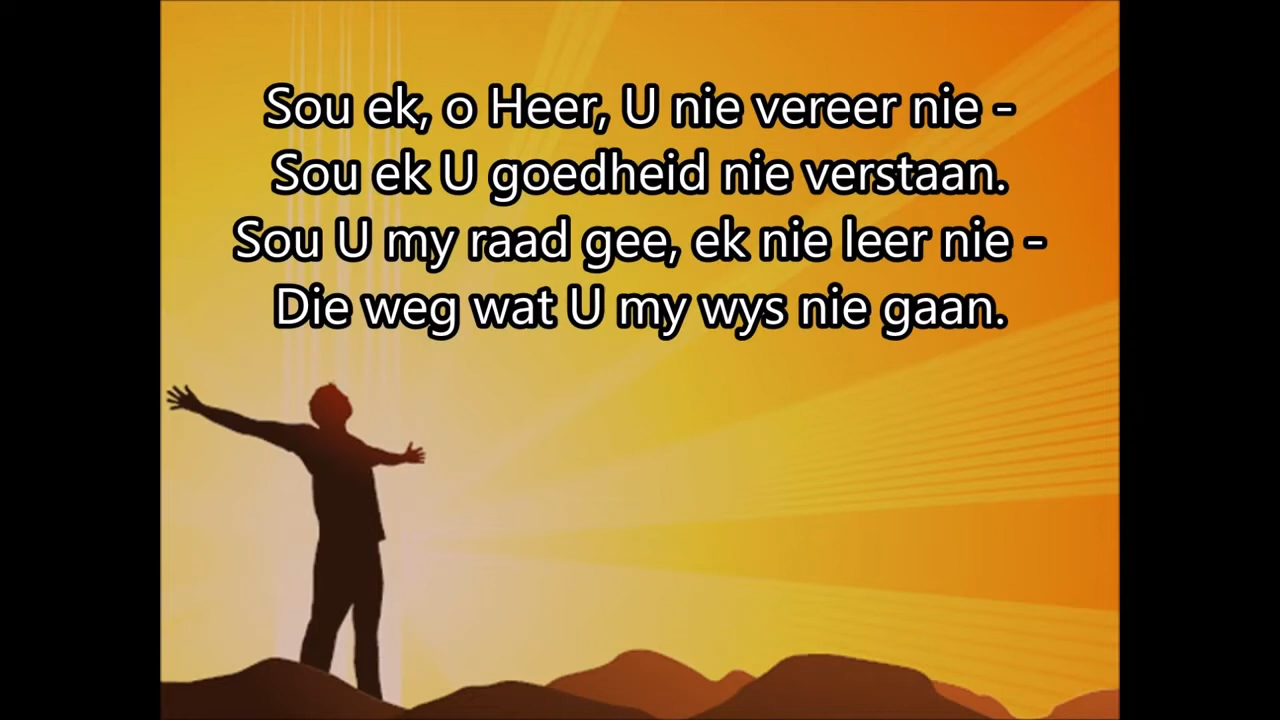 Sou ek, o Heer, U nie vereer nie -
Sou ek U goedheid nie verstaan.
Sou U my raad gee, ek nie leer nie -
Die weg wat U my wys nie gaan.